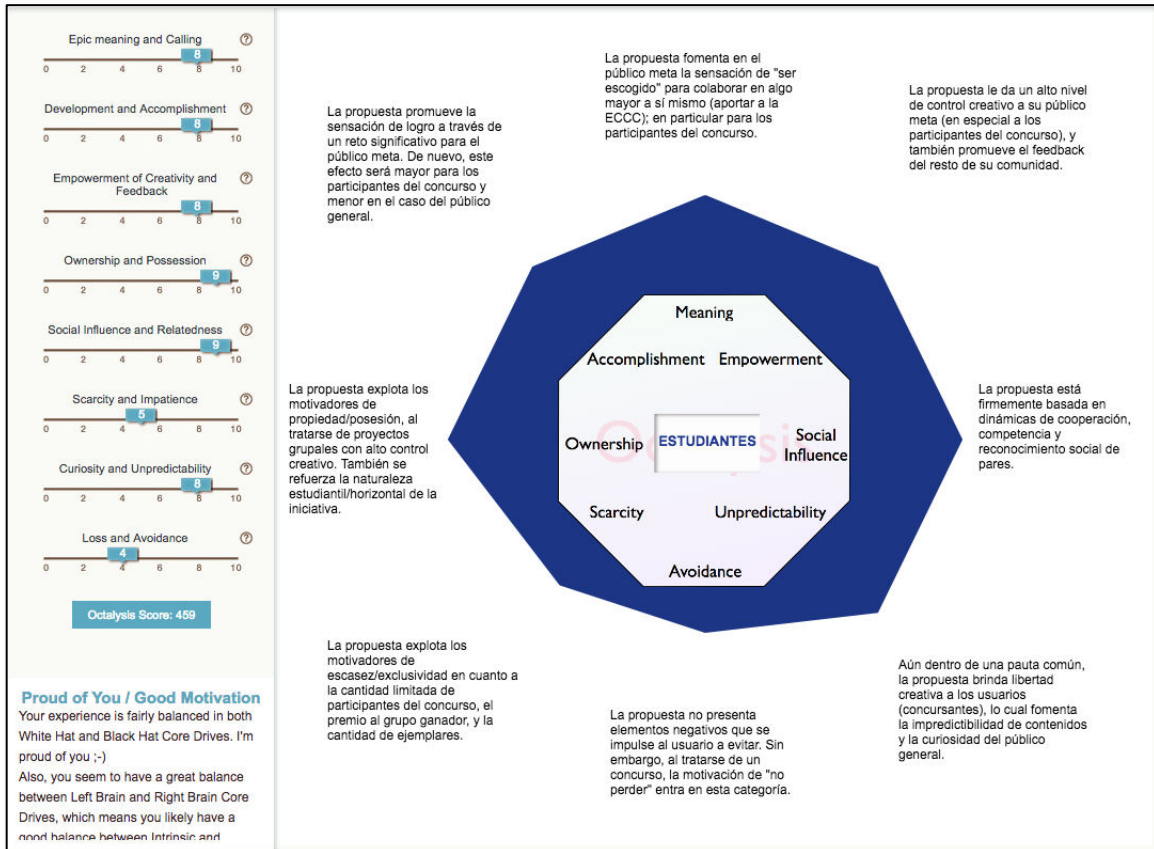 Epic meaning and Calling
?
8
0 2 4 6 8 10
Development and Accomplishment
?
8
0 2 4 6 8 10
Empowerment of Creativity and
Feedback
?
8
0 2 4 6 8 10
Ownership and Possession
?
9
0 2 4 6 8 10
Social Influence and Relatedness
?
9
0 2 4 6 8 10
Scarcity and Impatience
?
5
0 2 4 6 8 10
Curiosity and Unpredictability
?
8
0 2 4 6 8 10
Loss and Avoidance
?
4
0 2 4 6 8 10
Octalysis Score: 459
Proud of You / Good Motivation
Your experience is fairly balanced in both
White Hat and Black Hat Core Drives. I'm
proud of you ;-)
Also, you seem to have a great balance
between Left Brain and Right Brain Core
Drives, which means you likely have a
good balance between Intrinsic and
La propuesta promueve la
sensación de logro a través de
un reto significativo para el
público meta. De nuevo, este
efecto será mayor para los
participantes del concurso y
menor en el caso del público
general.
La propuesta fomenta en el
público meta la sensación de "ser
escogido" para colaborar en algo
mayor a sí mismo (aportar a la
ECCC); en particular para los
participantes del concurso.
La propuesta le da un alto nivel
de control creativo a su público
meta (en especial a los
participantes del concurso), y
también promueve el feedback
del resto de su comunidad.
La propuesta explota los
motivadores de
propiedad/posesión, al
tratarse de proyectos
grupales con alto control
creativo. También se
refuerza la naturaleza
estudiantil/horizontal de la
iniciativa.
Meaning
Accomplishment
Empowerment
Ownership
Octalysis
ESTUDIANTES
Social
Influence
Scarcity
Unpredictability
Avoidance
La propuesta está
firmemente basada en
dinámicas de cooperación,
competencia y
reconocimiento social de
pares.
La propuesta explota los
motivadores de
escasez/exclusividad en cuanto a
la cantidad limitada de
participantes del concurso, el
premio al grupo ganador, y la
cantidad de ejemplares.
La propuesta no presenta
elementos negativos que se
impulse al usuario a evitar. Sin
embargo, al tratarse de un
concurso, la motivación de "no
perder" entra en esta categoría.
Aún dentro de una pauta común,
la propuesta brinda libertad
creativa a los usuarios
(concursantes), lo cual fomenta
la impredictibilidad de contenidos
y la curiosidad del público
general.